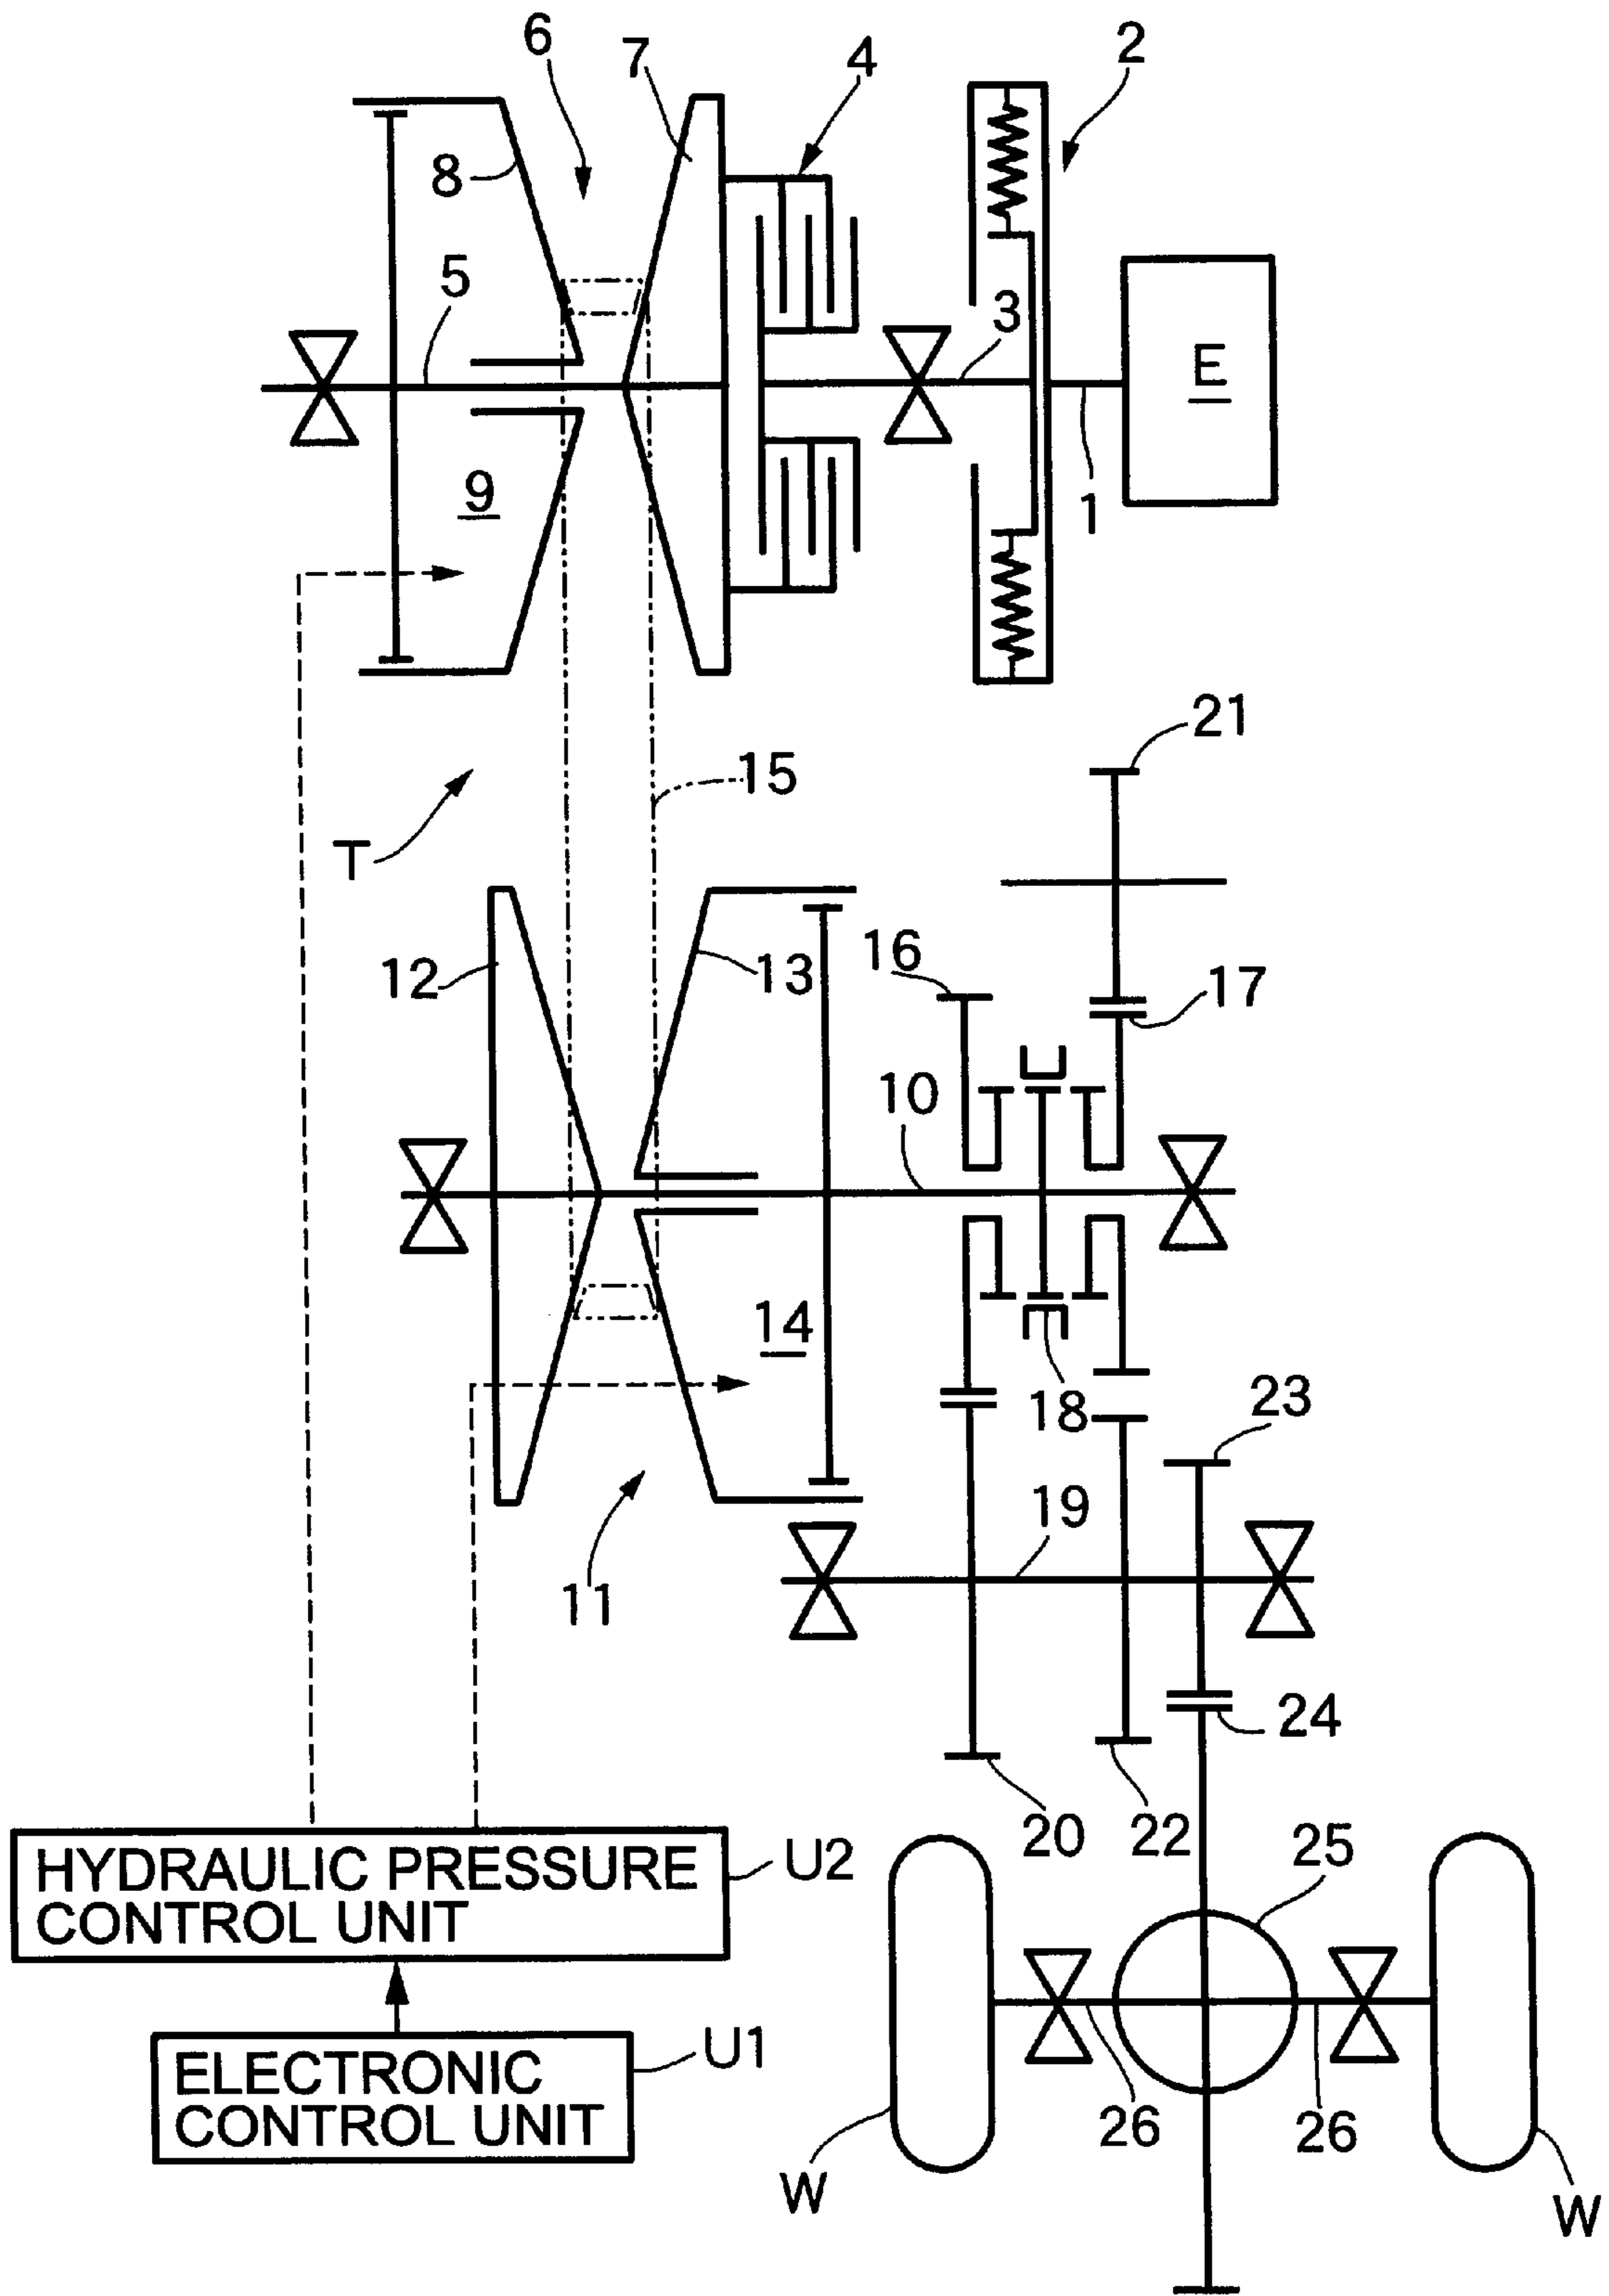 6
7
4
2
8
5
3
E
9
1
21
15
T
16
12
13
17
10
14
18
23
19
11
24
20
22
25
HYDRAULIC PRESSURE
CONTROL UNIT
U2
U1
ELECTRONIC
CONTROL UNIT
26
26
W
W